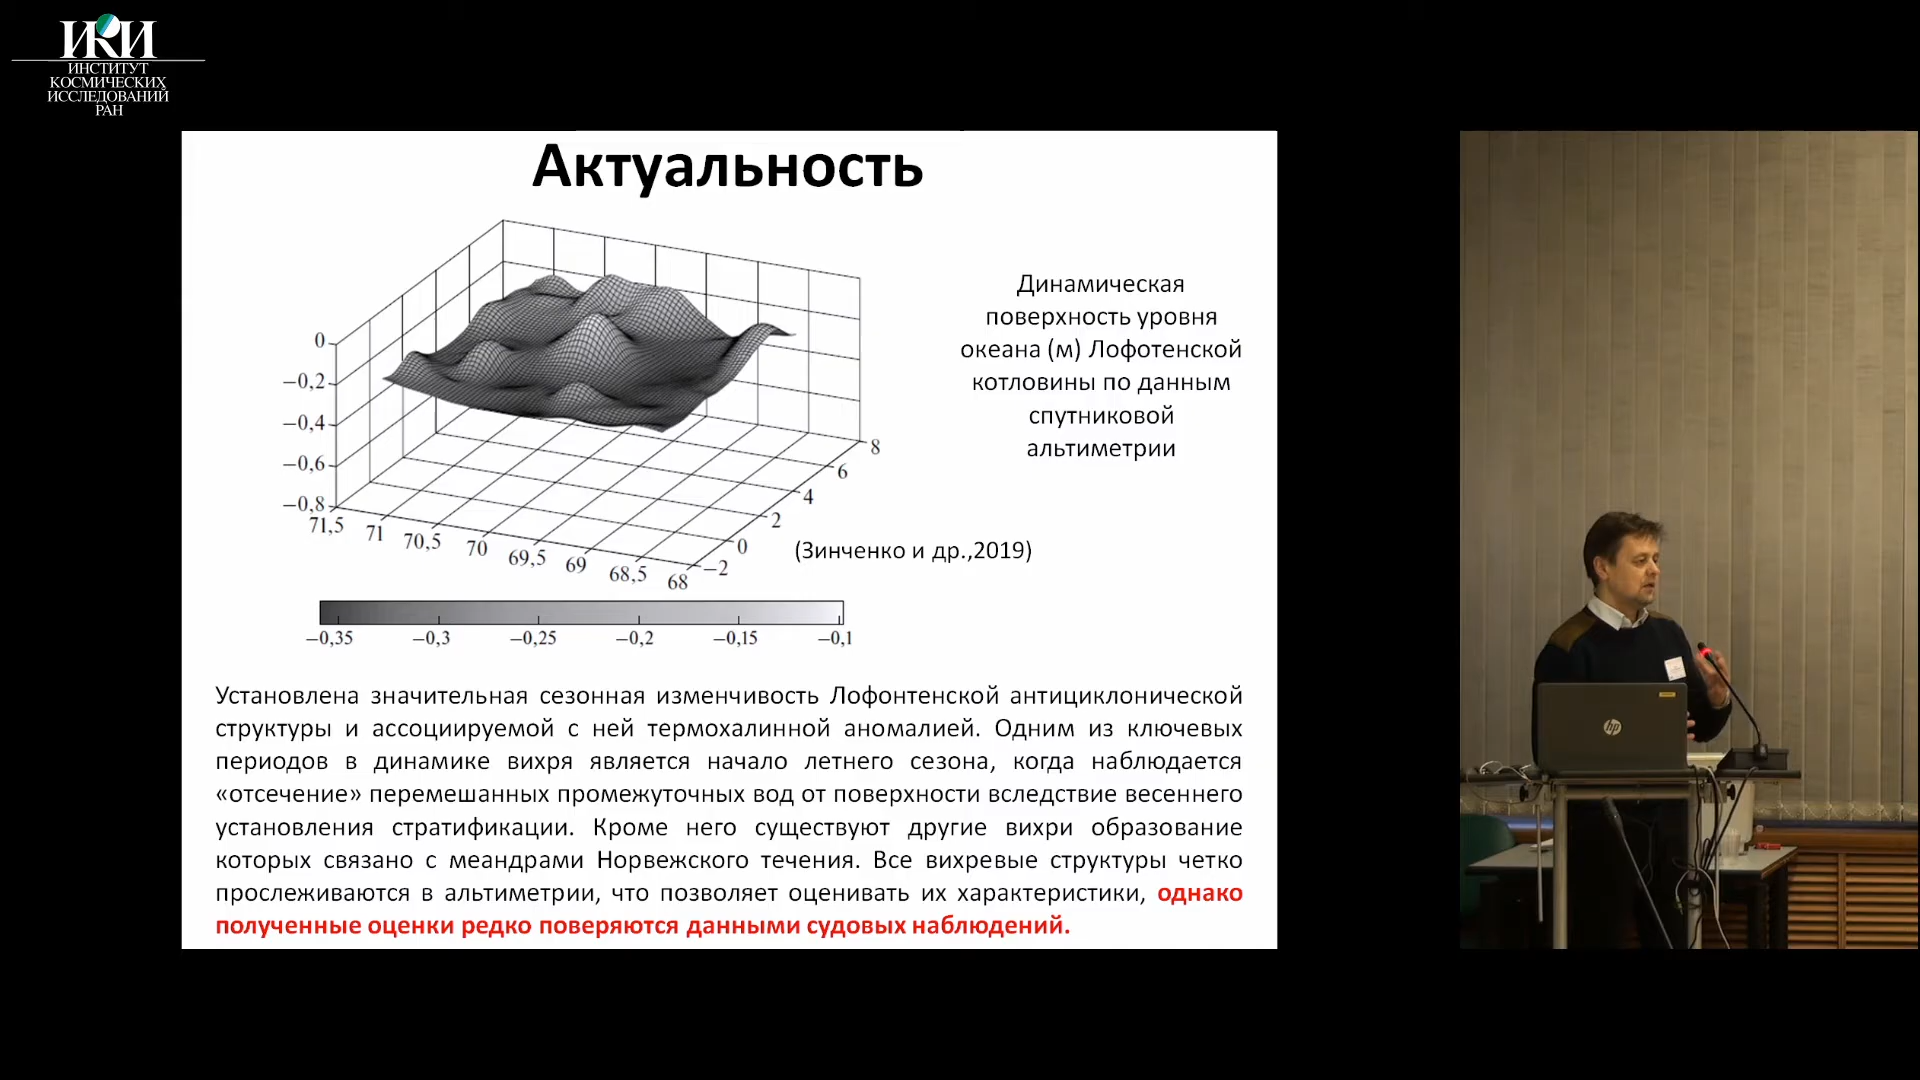 ИКИ
ИНСТИТУТ
КОСМИЧЕСКИХ
ИССЛЕДОВАНИЙ
РАН
Актуальность
0
−0,2
−0,4
−0,6
−0,8
71,5
71
70,5
70
69,5
69
68,5
68
−2
0
2
4
6
8
−0,35
−0,3
−0,25
−0,2
−0,15
−0,1
Динамическая
поверхность уровня
океана (м) Лофотенской
котловины по данным
спутниковой
альтиметрии
(Зинченко и др.,2019)
Установлена значительная сезонная изменчивость Лофонтенской антициклонической
структуры и ассоциируемой с ней термохалинной аномалией. Одним из ключевых
периодов в динамике вихря является начало летнего сезона, когда наблюдается
«отсечение» перемешанных промежуточных вод от поверхности вследствие весеннего
установления стратификации. Кроме него существуют другие вихри образование
которых связано с меандрами Норвежского течения. Все вихревые структуры четко
прослеживаются в альтиметрии, что позволяет оценивать их характеристики, однако
полученные оценки редко поверяются данными судовых наблюдений.
hp